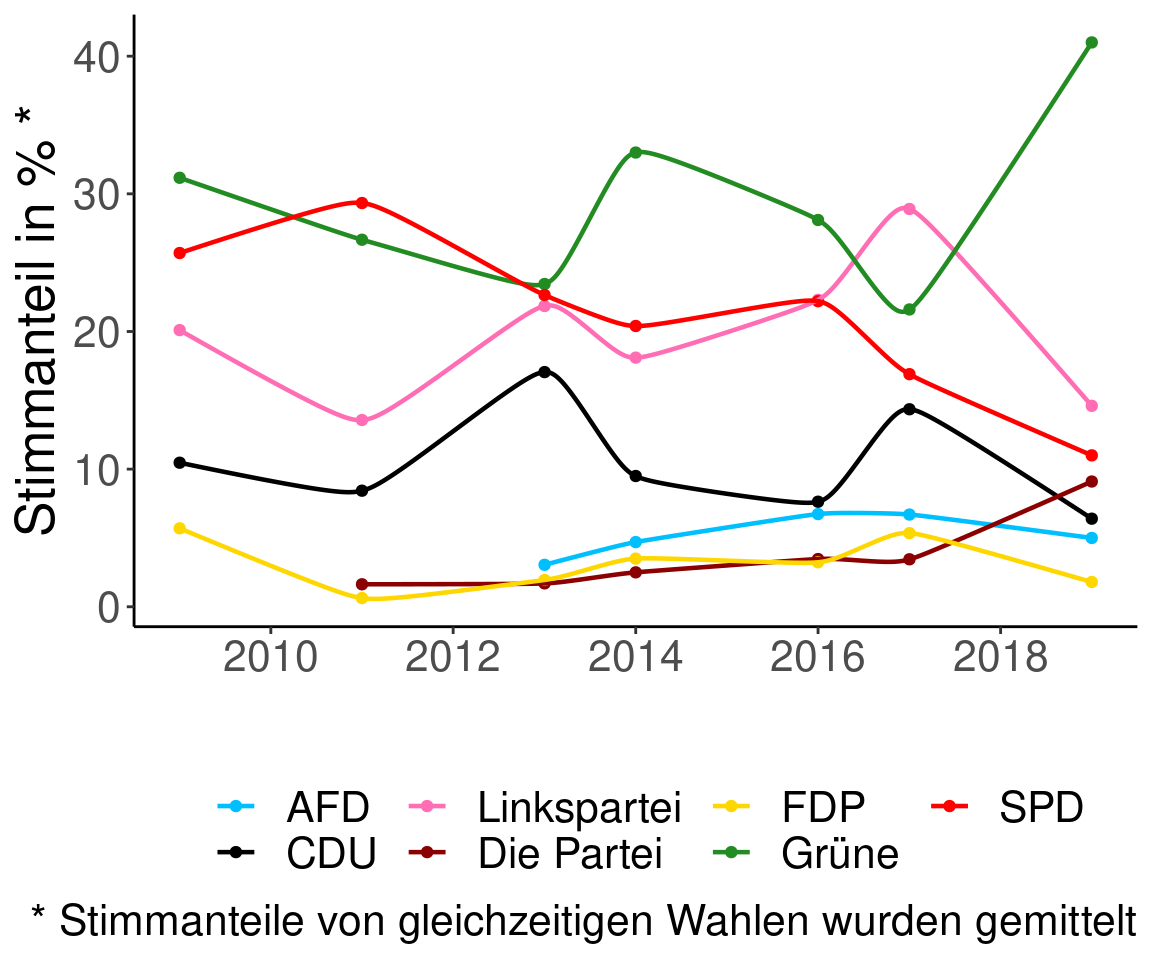 Stimmanteil in % *
40
30
20
10
0
2010 2012 2014 2016 2018
AFD Linkspartei FDP SPD
CDU Die Partei Grüne
* Stimmanteile von gleichzeitigen Wahlen wurden gemittelt